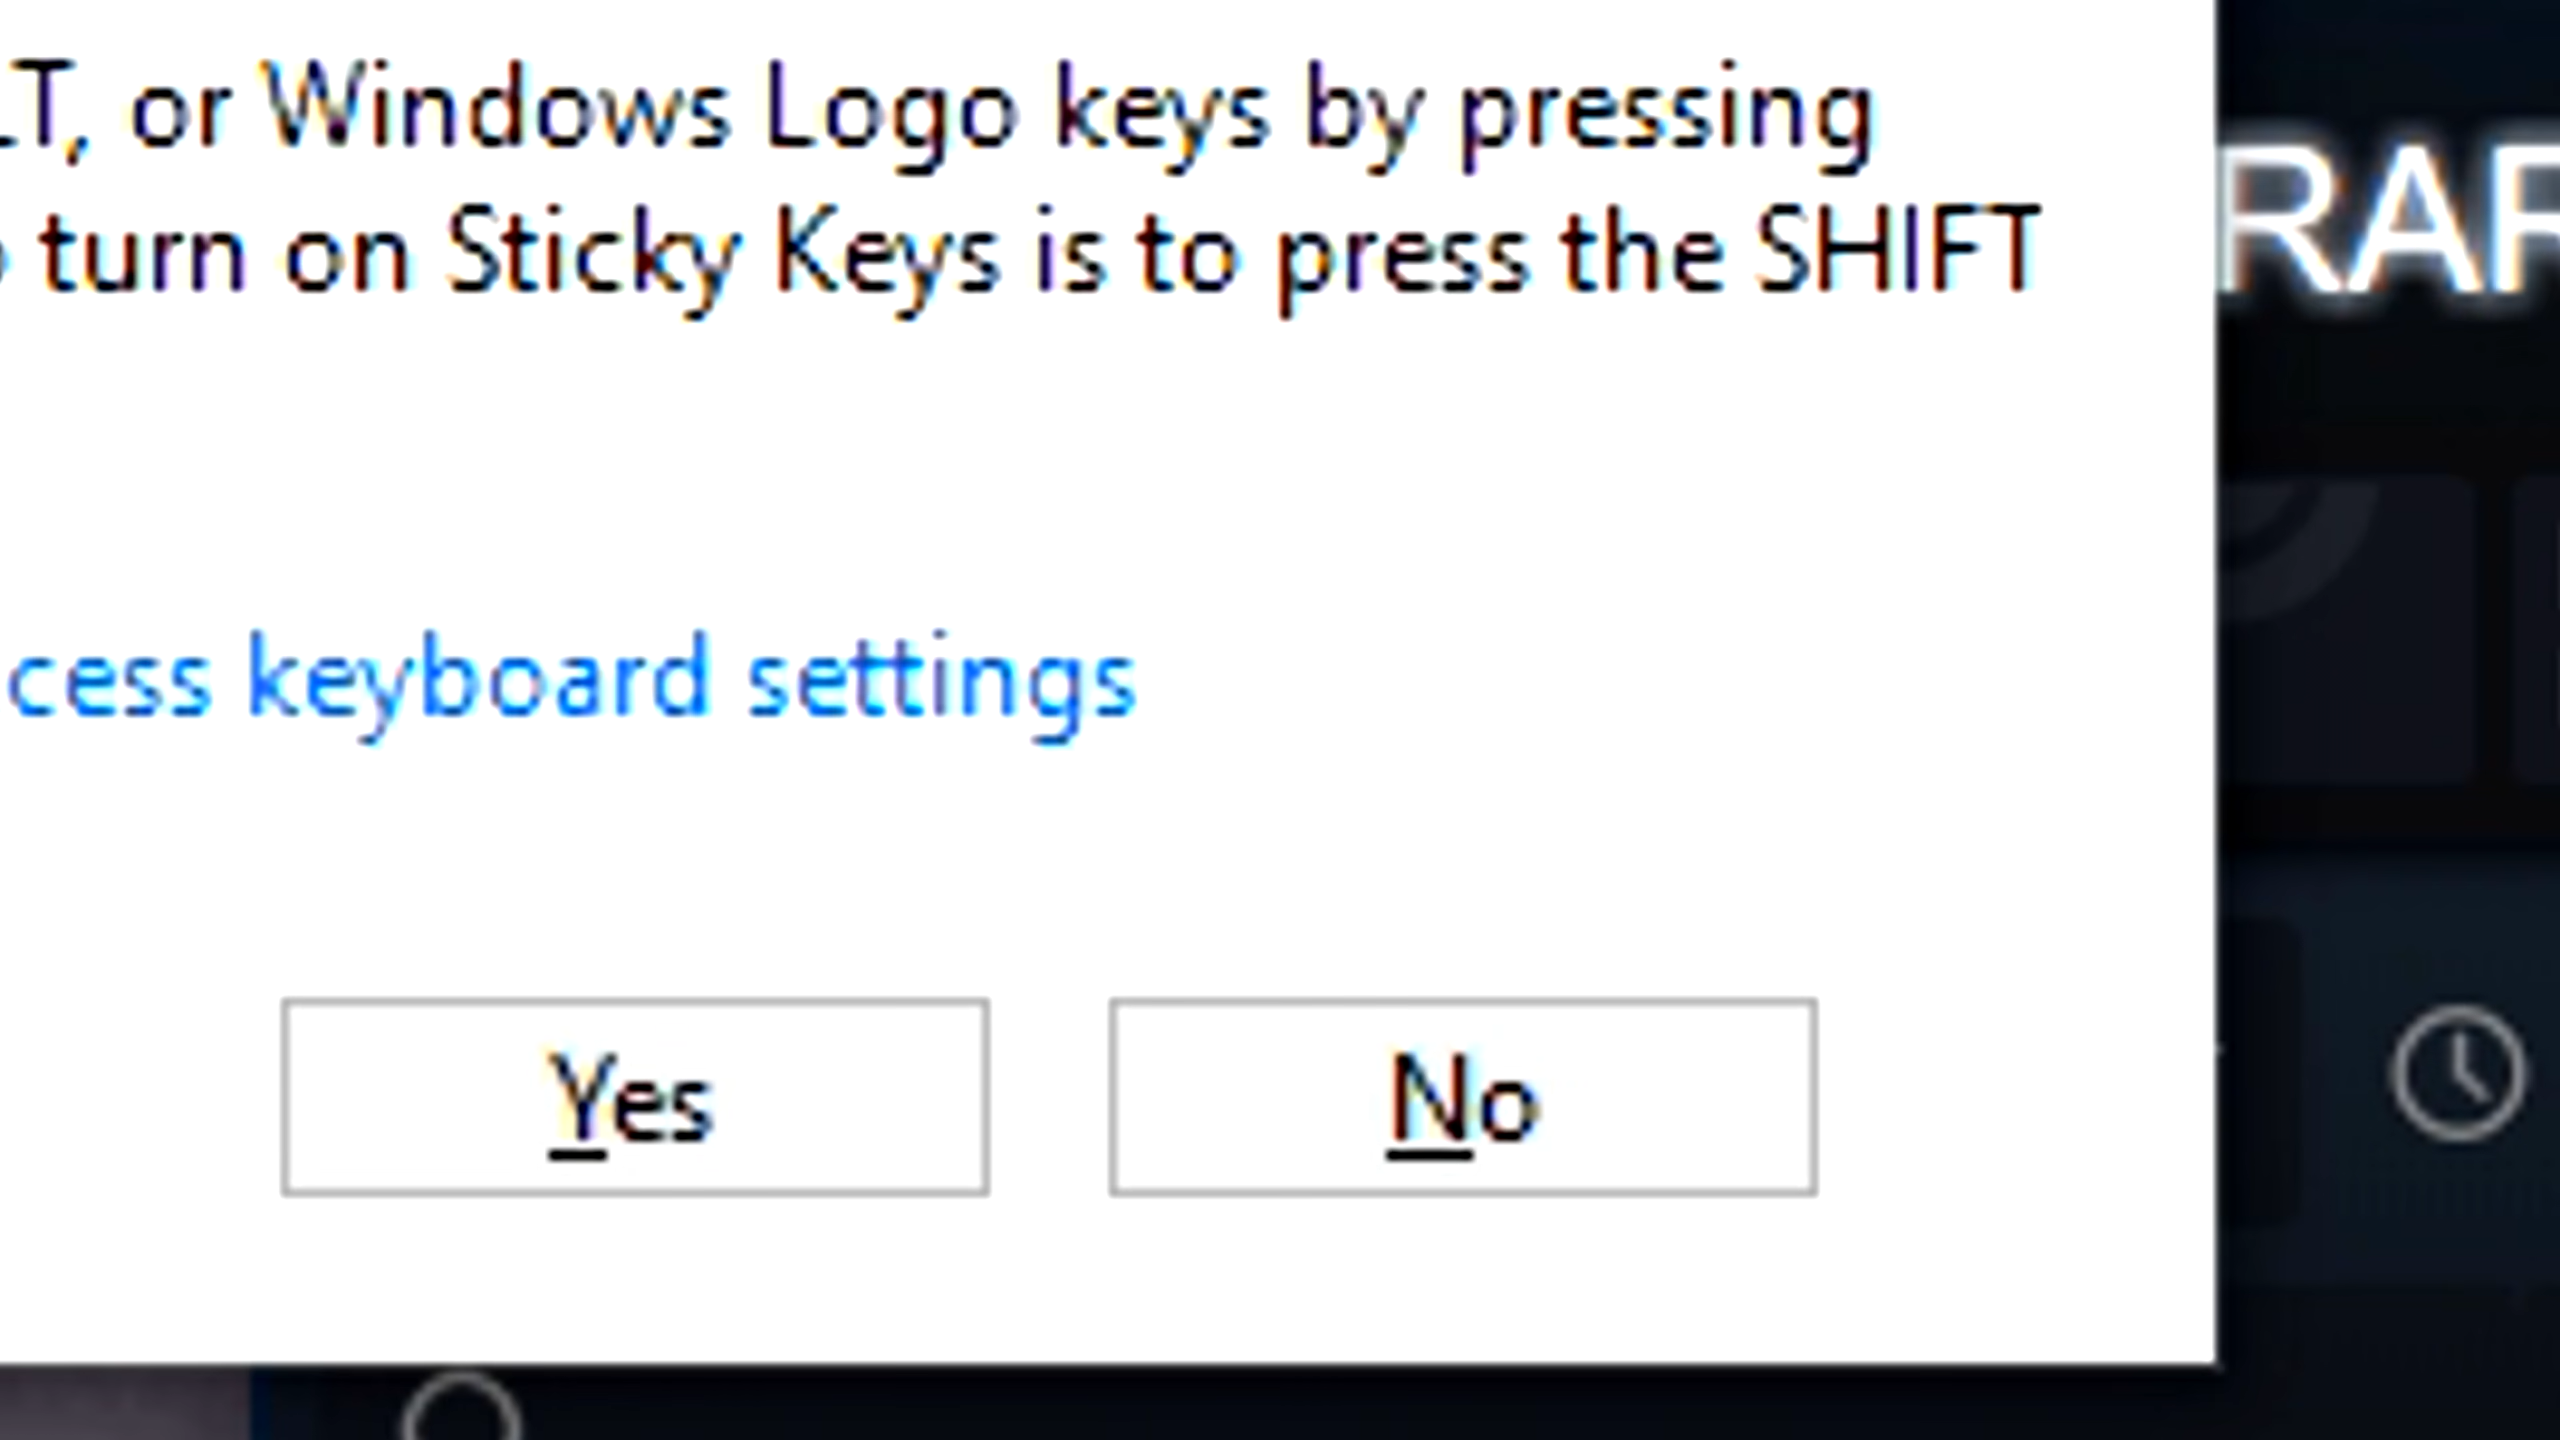 LT, or Windows Logo keys by pressing
turn on Sticky Keys is to press the SHIFT
RAR
cess keyboard settings
Yes
No